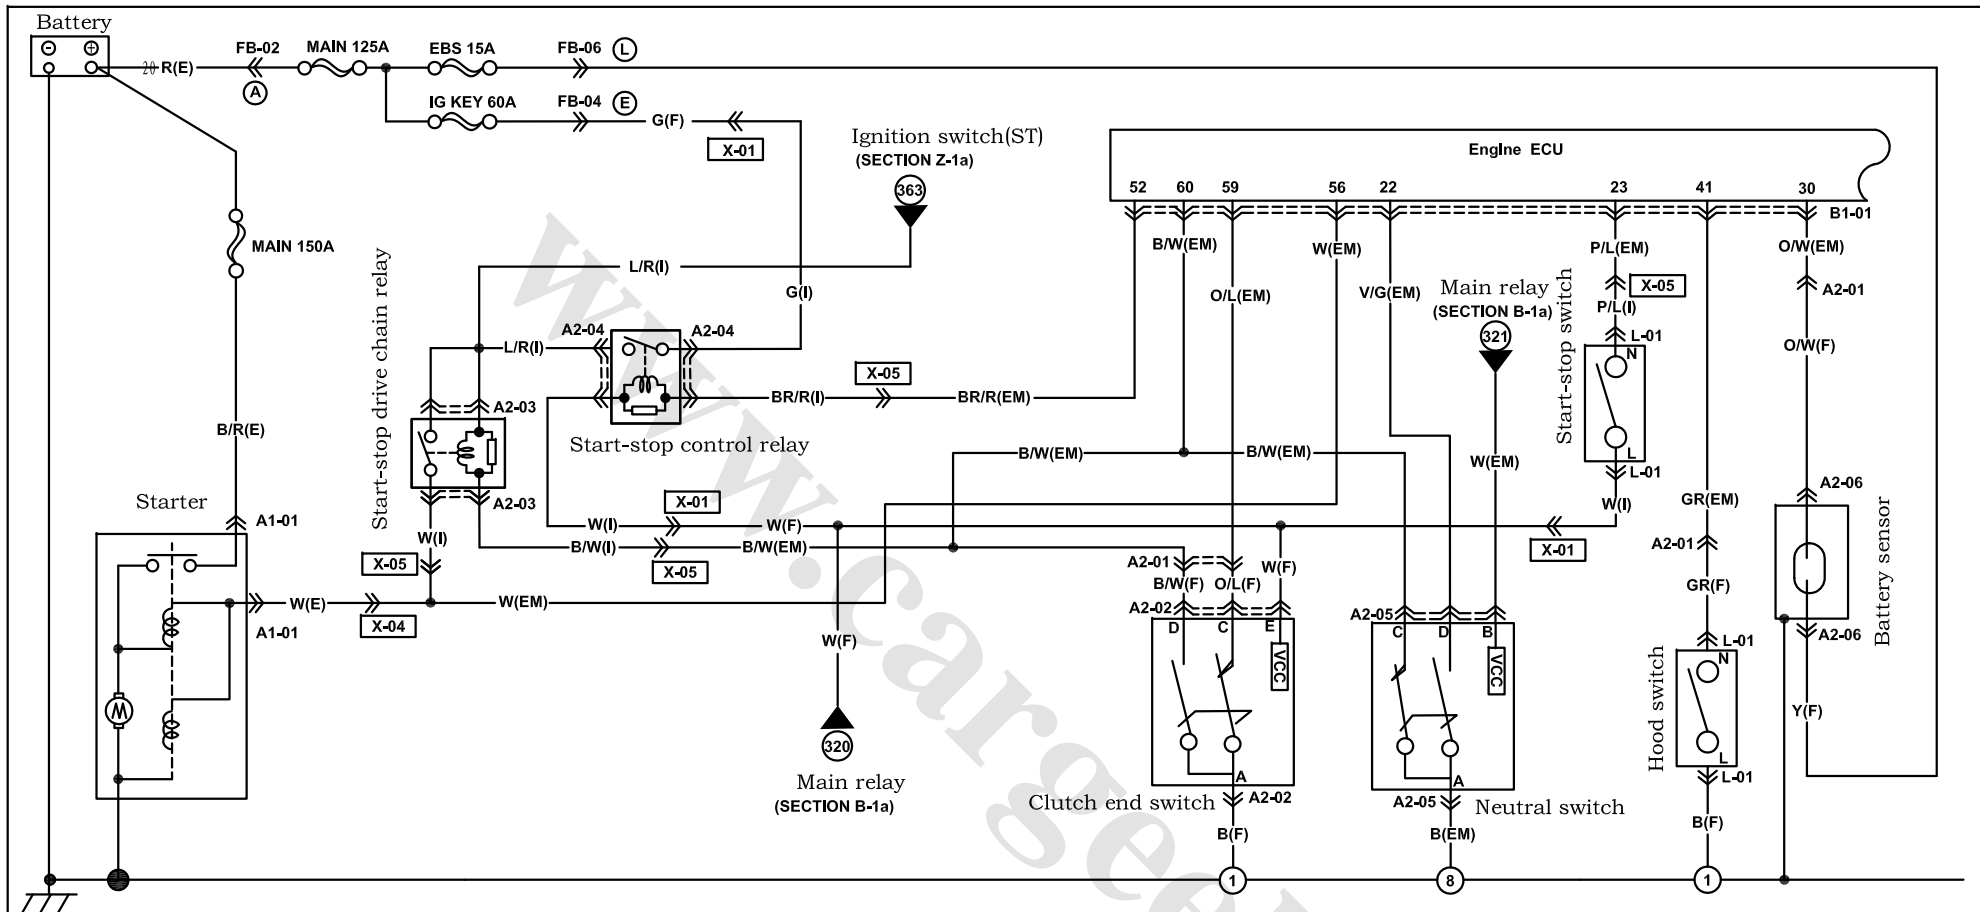 Battery
20 R(E)
FB-02
A
MAIN 125A
EBS 15A
FB-06 L
IG KEY 60A
FB-04 E
G(F)
X-01
Ignition switch(ST)
(SECTION Z-1a)
363
Engine ECU
52 60 59 56 22 23 41 30
B1-01
MAIN 150A
L/R(I)
G(I)
B/W(EM)
O/L(EM)
W(EM)
V/G(EM)
Main relay
(SECTION B-1a)
321
P/L(EM)
X-05
P/L(I)
L-01
N
L
L-01
Start-stop switch
W(I)
X-01
O/W(EM)
A2-01
O/W(F)
Start-stop drive chain relay
A2-04
A2-04
L/R(I)
X-05
BR/R(I)
BR/R(EM)
A2-03
Start-stop control relay
A2-03
B/R(E)
B/W(EM)
B/W(EM)
W(EM)
GR(EM)
A2-01
GR(F)
A2-06
Battery sensor
A2-06
Y(F)
Starter
A1-01
W(I)
X-05
X-01
W(I)
W(F)
B/W(I)
B/W(EM)
X-05
A2-01
B/W(F)
O/L(F)
W(F)
W(E)
W(EM)
A1-01
X-04
M
W(F)
320
Main relay
(SECTION B-1a)
A2-02
D C E
VCC
A
Clutch end switch
A2-02
B(F)
A2-05
C D B
VCC
A
A2-05
Neutral switch
B(EM)
L-01
N
L
Hood switch
L-01
B(F)
1
8
1
www.cargee